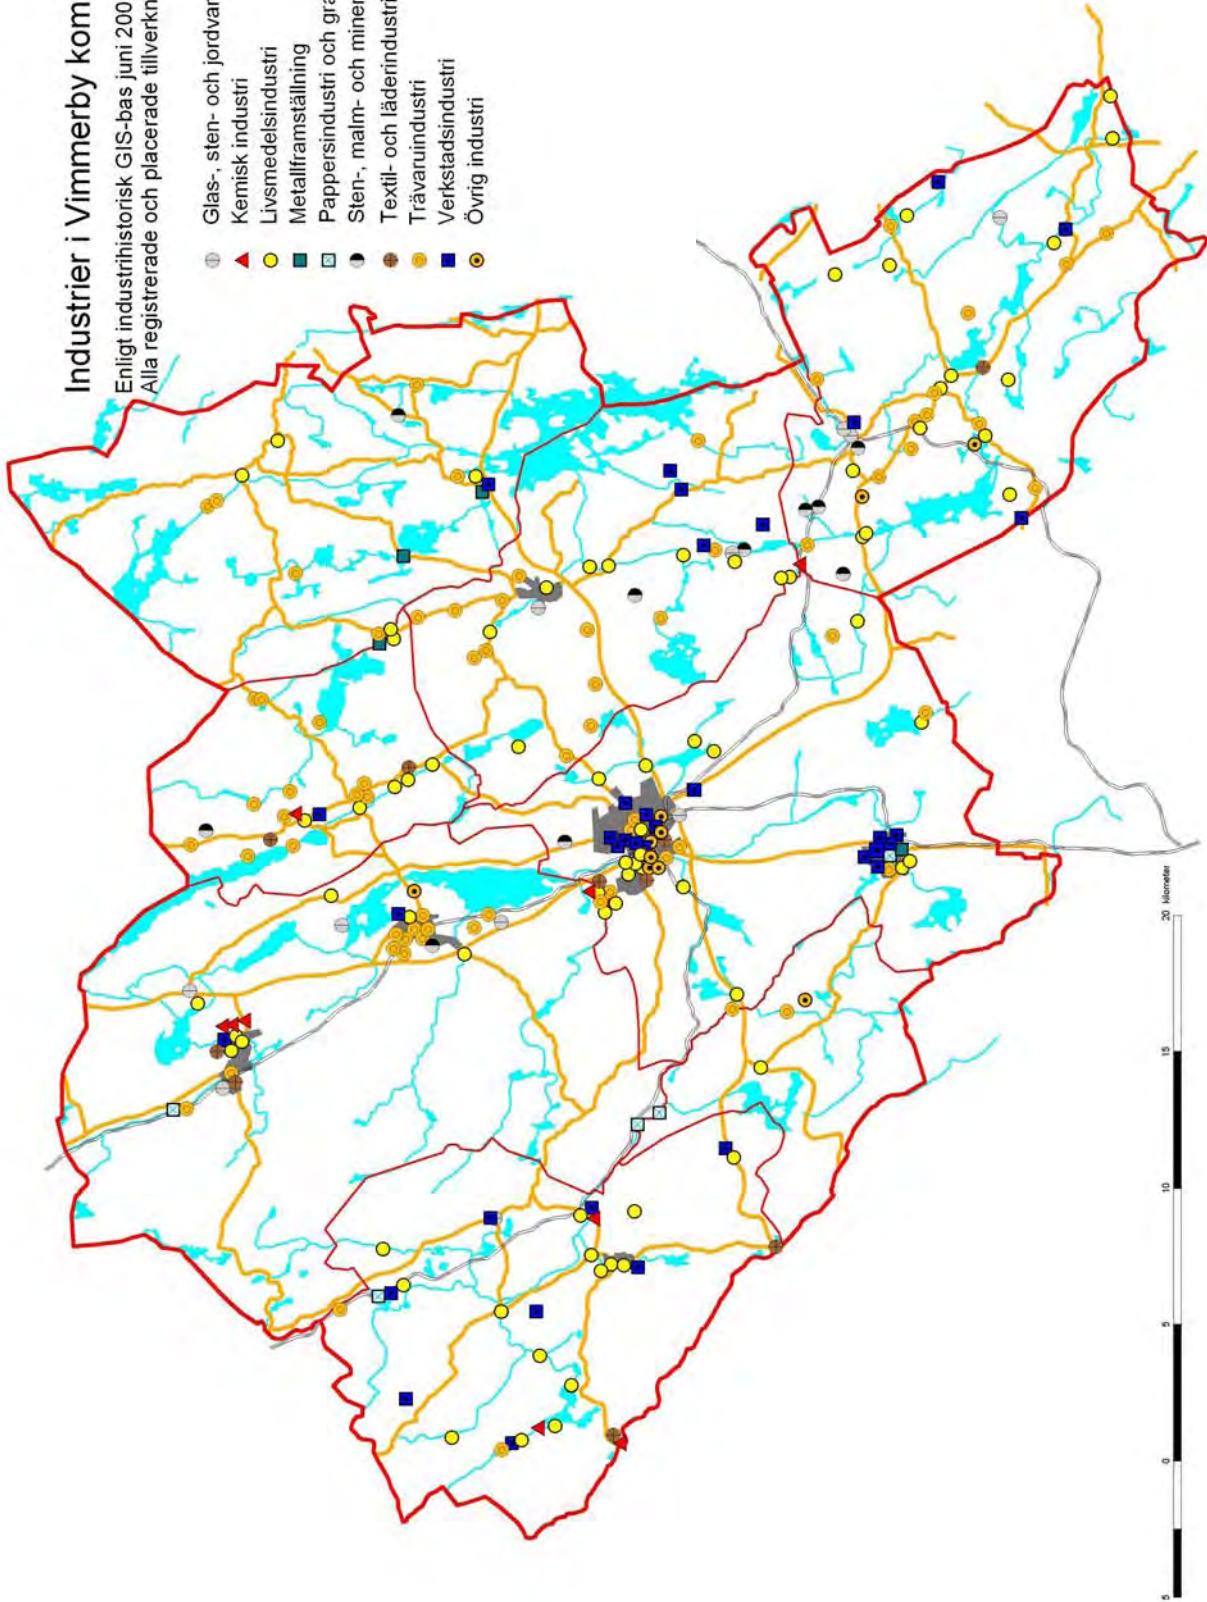 Industrier i Vimmerby kom
Enligt industrihistorisk GIS-bas juni 200
Alla registrerade och placerade tillverkn
Glas-, sten- och jordvar
Kemisk industri
Livsmedelsindustri
Metallframställning
Pappersindustri och gra
Sten-, malm- och miner
Textil- och läderindustri
Trävaruindustri
Verkstadsindustri
Övrig industri
5 0 5 10 15 20
kilometer